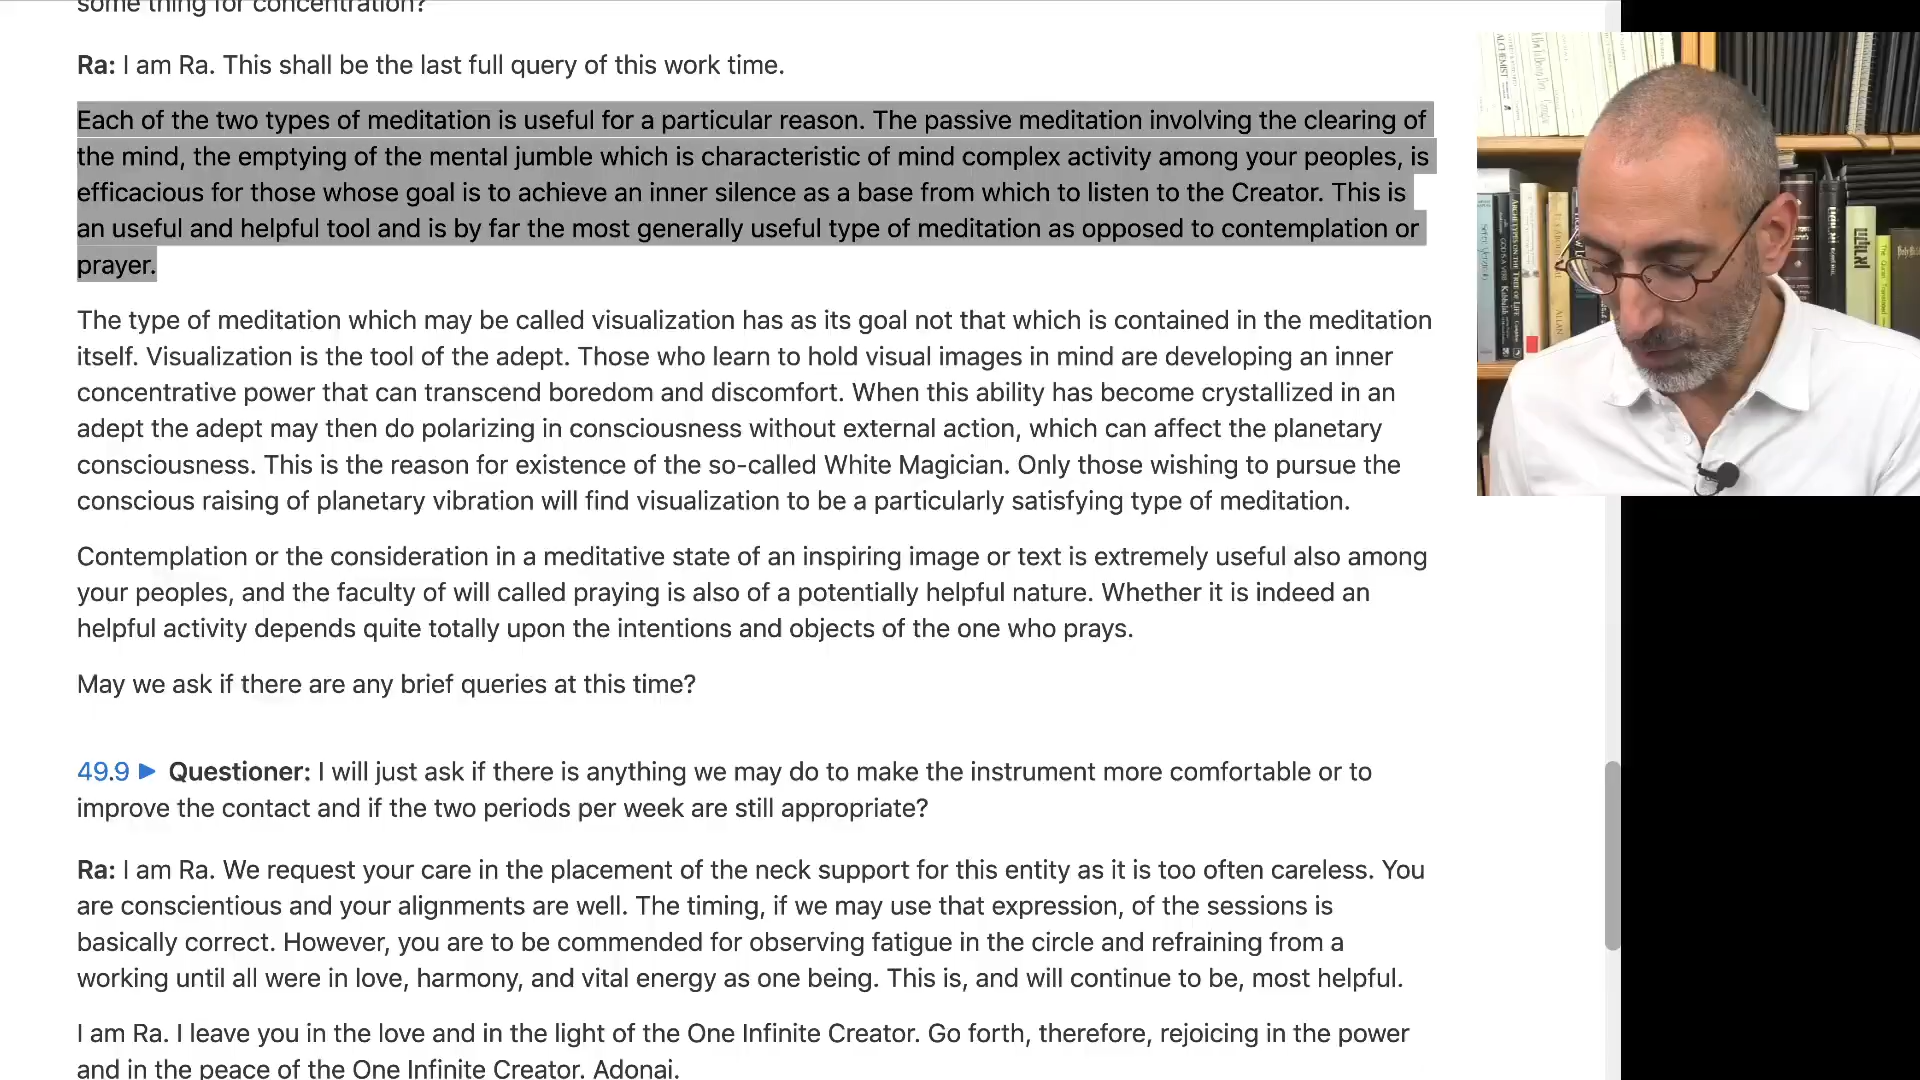 some thing for concentration?
Ra: I am Ra. This shall be the last full query of this work time.
Each of the two types of meditation is useful for a particular reason. The passive meditation involving the clearing of
the mind, the emptying of the mental jumble which is characteristic of mind complex activity among your peoples, is
efficacious for those whose goal is to achieve an inner silence as a base from which to listen to the Creator. This is
an useful and helpful tool and is by far the most generally useful type of meditation as opposed to contemplation or
prayer.
The type of meditation which may be called visualization has as its goal not that which is contained in the meditation
itself. Visualization is the tool of the adept. Those who learn to hold visual images in mind are developing an inner
concentrative power that can transcend boredom and discomfort. When this ability has become crystallized in an
adept the adept may then do polarizing in consciousness without external action, which can affect the planetary
consciousness. This is the reason for existence of the so-called White Magician. Only those wishing to pursue the
conscious raising of planetary vibration will find visualization to be a particularly satisfying type of meditation.
Contemplation or the consideration in a meditative state of an inspiring image or text is extremely useful also among
your peoples, and the faculty of will called praying is also of a potentially helpful nature. Whether it is indeed an
helpful activity depends quite totally upon the intentions and objects of the one who prays.
May we ask if there are any brief queries at this time?
49.9 ► Questioner: I will just ask if there is anything we may do to make the instrument more comfortable or to
improve the contact and if the two periods per week are still appropriate?
Ra: I am Ra. We request your care in the placement of the neck support for this entity as it is too often careless. You
are conscientious and your alignments are well. The timing, if we may use that expression, of the sessions is
basically correct. However, you are to be commended for observing fatigue in the circle and refraining from a
working until all were in love, harmony, and vital energy as one being. This is, and will continue to be, most helpful.
I am Ra. I leave you in the love and in the light of the One Infinite Creator. Go forth, therefore, rejoicing in the power
and in the peace of the One Infinite Creator. Adonai.
ALCHEMIST
ARCHETYPES ON THE TREE OF LIFE
GOD IS A VERB
Kabbalah